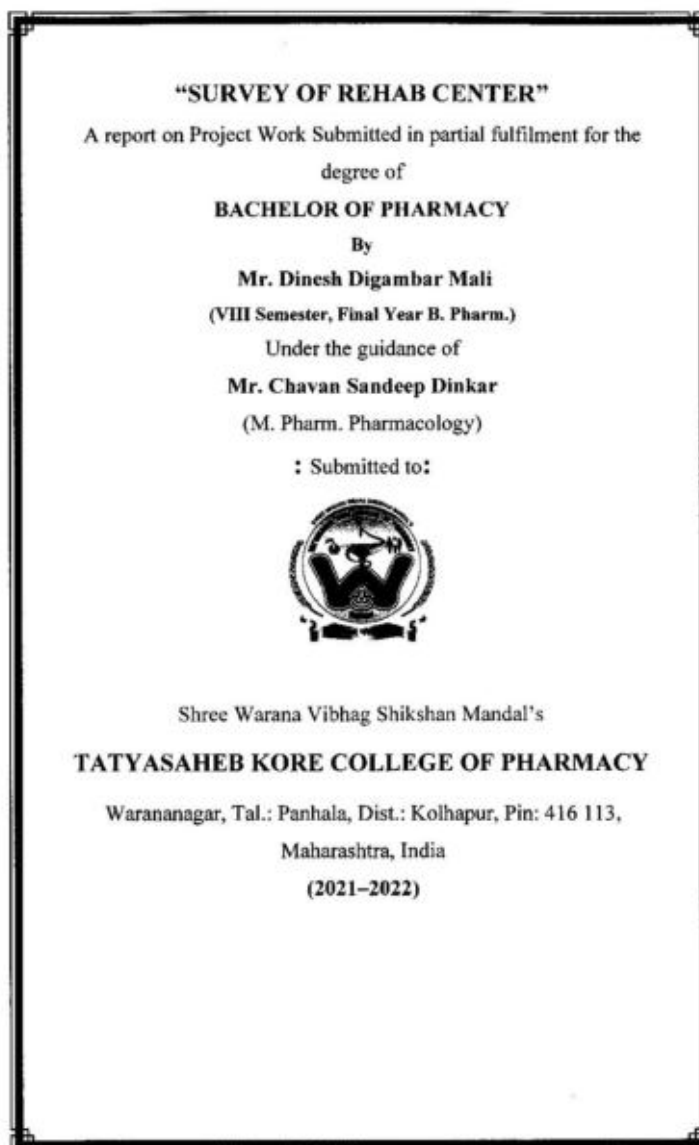 “SURVEY OF REHAB CENTER”
A report on Project Work Submitted in partial fulfilment for the
degree of
BACHELOR OF PHARMACY
By
Mr. Dinesh Digambar Mali
(VIII Semester, Final Year B. Pharm.)
Under the guidance of
Mr. Chavan Sandeep Dinkar
(M. Pharm. Pharmacology)
: Submitted to:
W
Shree Warana Vibhag Shikshan Mandal’s
TATYASAHEB KORE COLLEGE OF PHARMACY
Warananagar, Tal.: Panhala, Dist.: Kolhapur, Pin: 416 113,
Maharashtra, India
(2021–2022)